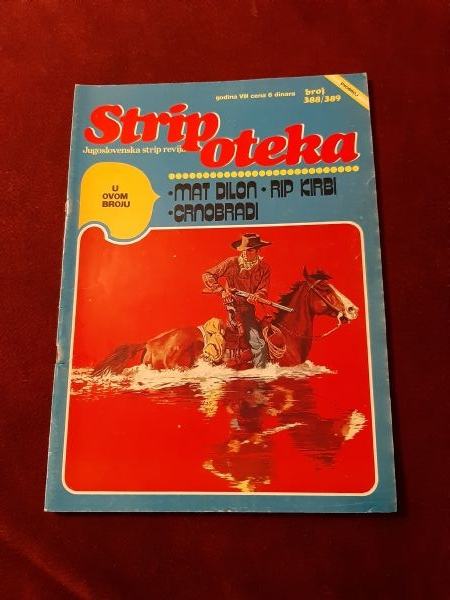 godina VIII cena 6 dinara
broj
388/389
Strip
oteka
Jugoslovenska strip revija
U
OVOM
BROJU
•MAT DILON • RIP KIRBI
•CRNOBRADI